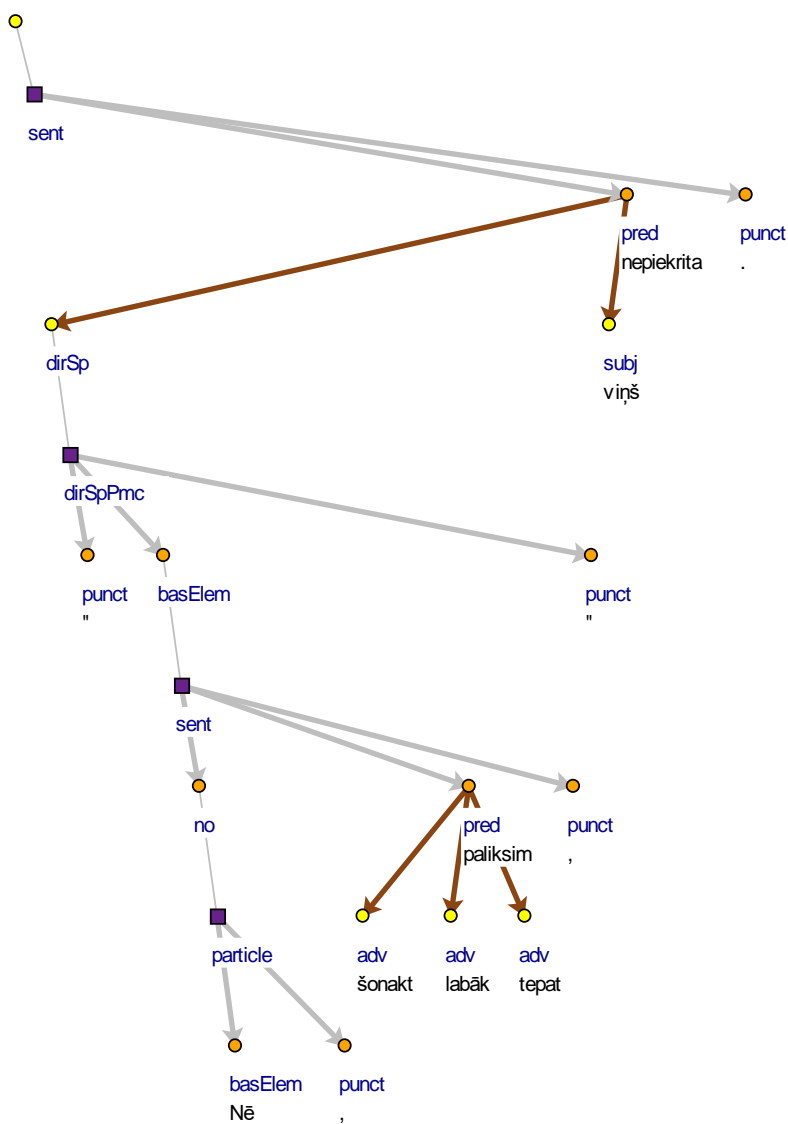 sent
pred punct
nepiekrita .
dirSp subj
viņš
dirSpPmc
punct basElem punct
" "
sent
no pred punct
paliksim ,
particle adv adv adv
šonakt labāk tepat
basElem punct
Nē ,